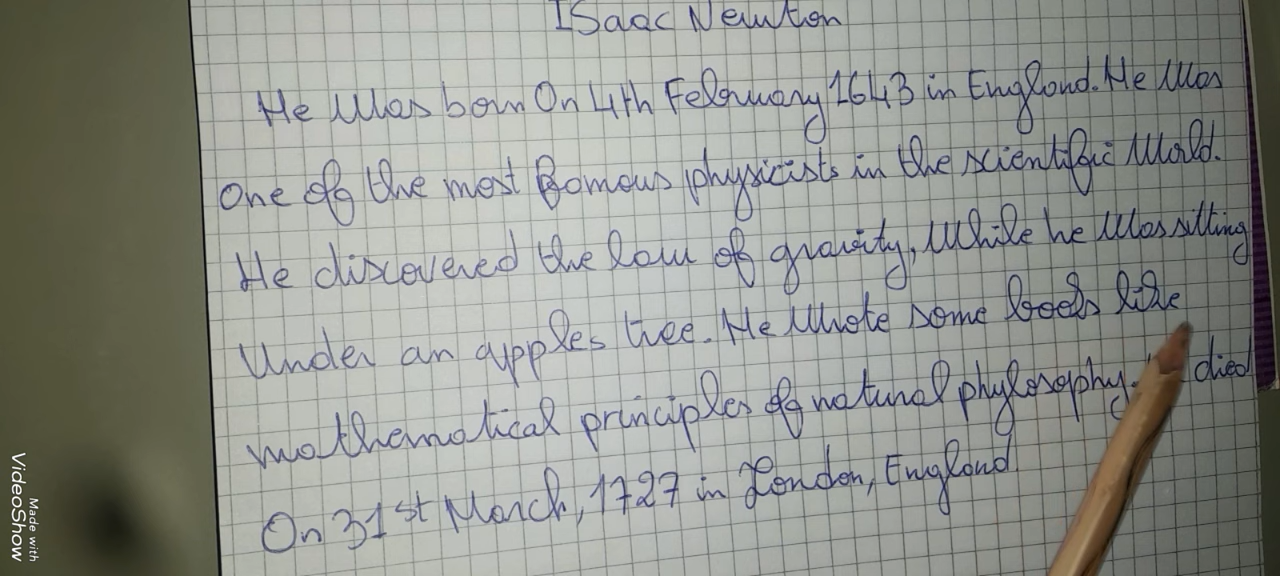 Isaac Newton
He was born On 4th February 1643 in England. He was
One of the most famous physicists in the scientific world.
He discovered the law of gravity, while he was sitting
Under an apples tree. He wrote some books like
mathematical principles of natural phylosophy. died
On 31st March, 1727 in London, England
Made with
VideoShow